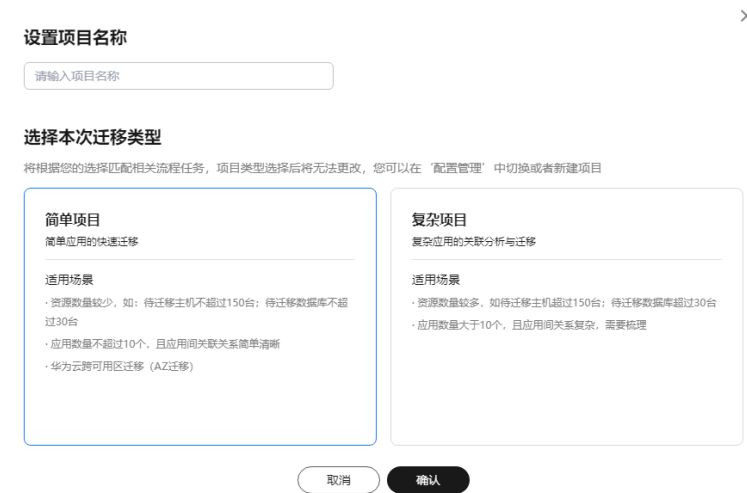 设置项目名称
请输入项目名称
选择本次迁移类型
将根据您的选择匹配相关流程任务，项目类型选择后将无法更改，您可以在‘配置管理’中切换或者新建项目
简单项目
简单应用的快速迁移
适用场景
· 资源数量较少，如：待迁移主机不超过150台；待迁移数据库不超
过30台
· 应用数量不超过10个，且应用间关联关系简单清晰
· 华为云跨可用区迁移（AZ迁移）
复杂项目
复杂应用的关联分析与迁移
适用场景
· 资源数量较多，如待迁移主机超过150台；待迁移数据库超过30台
· 应用数量大于10个，且应用间关系复杂，需要梳理
取消
确认